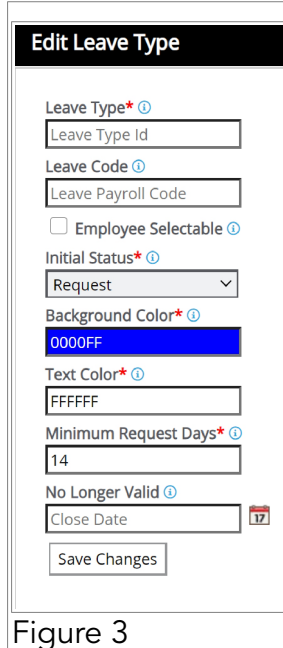 Edit Leave Type
Leave Type*
Leave Type Id
Leave Code
Leave Payroll Code
Employee Selectable
Initial Status*
Request
Background Color*
0000FF
Text Color*
FFFFFF
Minimum Request Days*
14
No Longer Valid
Close Date
17
Save Changes
Figure 3